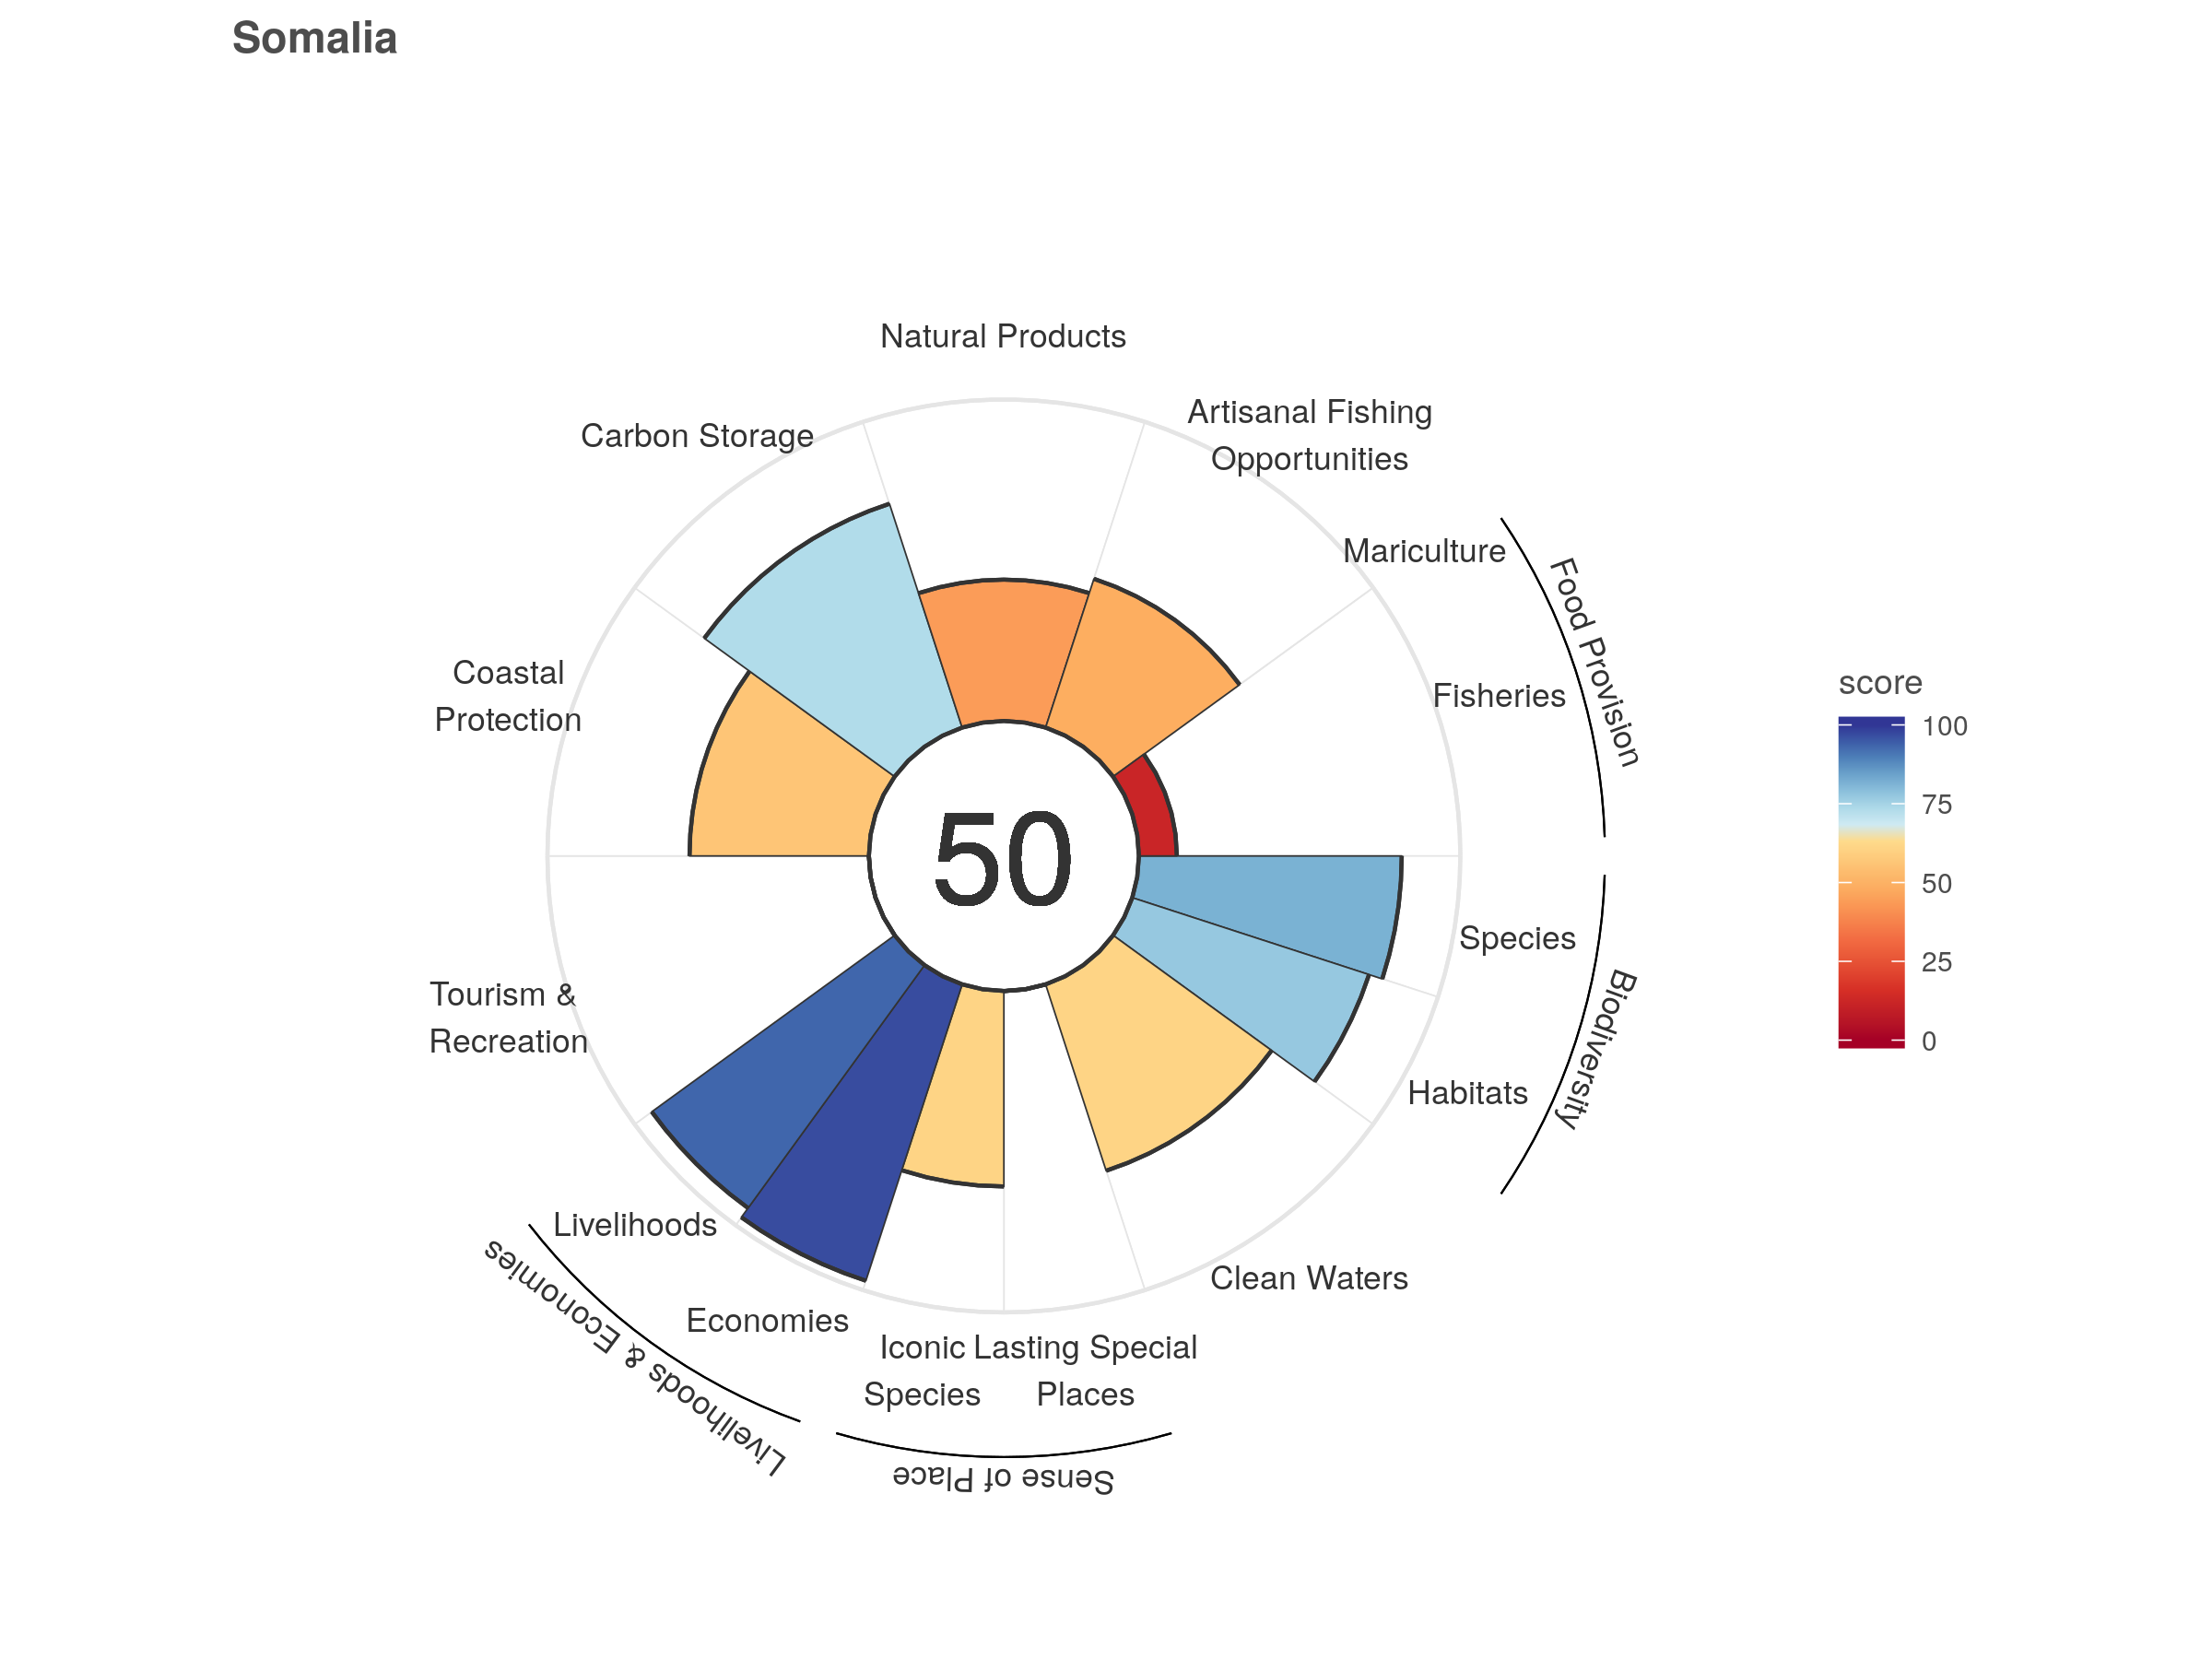 Somalia
Natural Products
Artisanal Fishing
Opportunities
Carbon Storage
Mariculture
Food Provision
Fisheries
Coastal
Protection
score
100
75
50
25
0
50
Species
Biodiversity
Habitats
Tourism &
Recreation
Livelihoods
Livelihoods & Economies
Economies
Clean Waters
Iconic
Species
Lasting Special
Places
Sense of Place